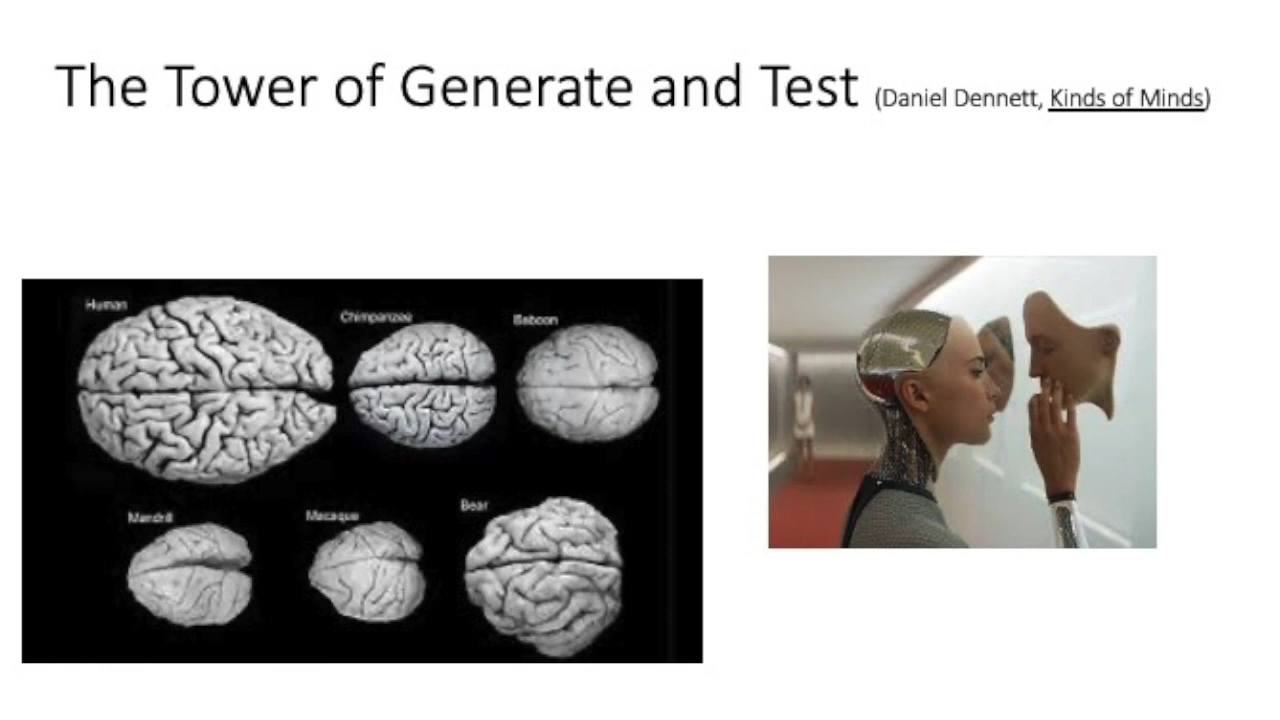 The Tower of Generate and Test (Daniel Dennett, Kinds of Minds)
Human
Chimpanzee
Baboon
Mandrill
Macaque
Bear